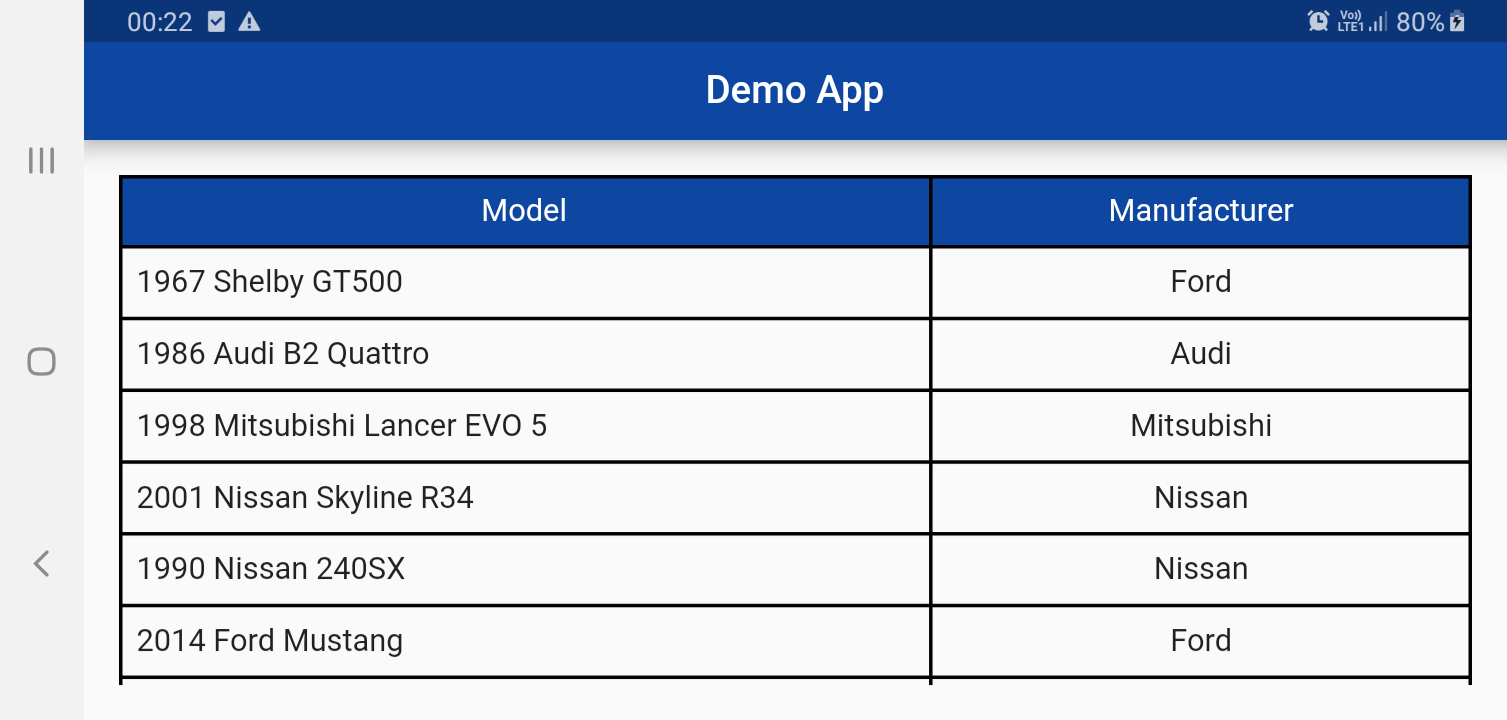 00:22 Vo)) LTE1 80%
Demo App
Model Manufacturer
1967 Shelby GT500 Ford
1986 Audi B2 Quattro Audi
1998 Mitsubishi Lancer EVO 5 Mitsubishi
2001 Nissan Skyline R34 Nissan
1990 Nissan 240SX Nissan
2014 Ford Mustang Ford